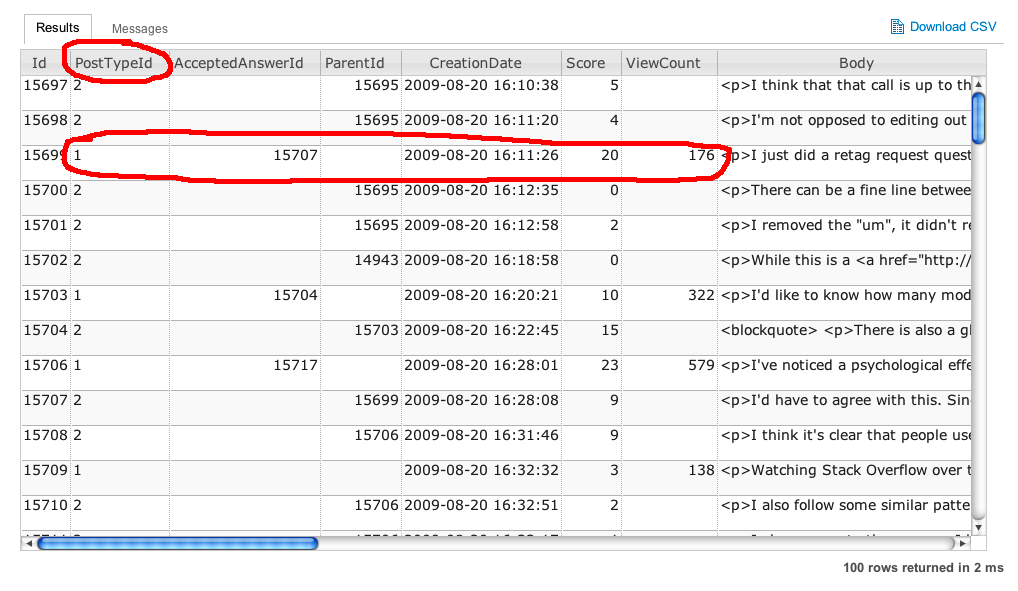 Results Messages Download CSV
Id PostTypeId AcceptedAnswerId ParentId CreationDate Score ViewCount Body
15697 2 15695 2009-08-20 16:10:38 5 <p>I think that that call is up to th
15698 2 15695 2009-08-20 16:11:20 4 <p>I'm not opposed to editing out
15699 1 15707 2009-08-20 16:11:26 20 176 <p>I just did a retag request quest
15700 2 15695 2009-08-20 16:12:35 0 <p>There can be a fine line betwee
15701 2 15695 2009-08-20 16:12:58 2 <p>I removed the "um", it didn't re
15702 2 14943 2009-08-20 16:18:58 0 <p>While this is a <a href="http://
15703 1 15704 2009-08-20 16:20:21 10 322 <p>I'd like to know how many mod
15704 2 15703 2009-08-20 16:22:45 15 <blockquote> <p>There is also a gl
15706 1 15717 2009-08-20 16:28:01 23 579 <p>I've noticed a psychological effe
15707 2 15699 2009-08-20 16:28:08 9 <p>I'd have to agree with this. Sin
15708 2 15706 2009-08-20 16:31:46 9 <p>I think it's clear that people use
15709 1 2009-08-20 16:32:32 3 138 <p>Watching Stack Overflow over t
15710 2 15706 2009-08-20 16:32:51 2 <p>I also follow some similar patte
100 rows returned in 2 ms